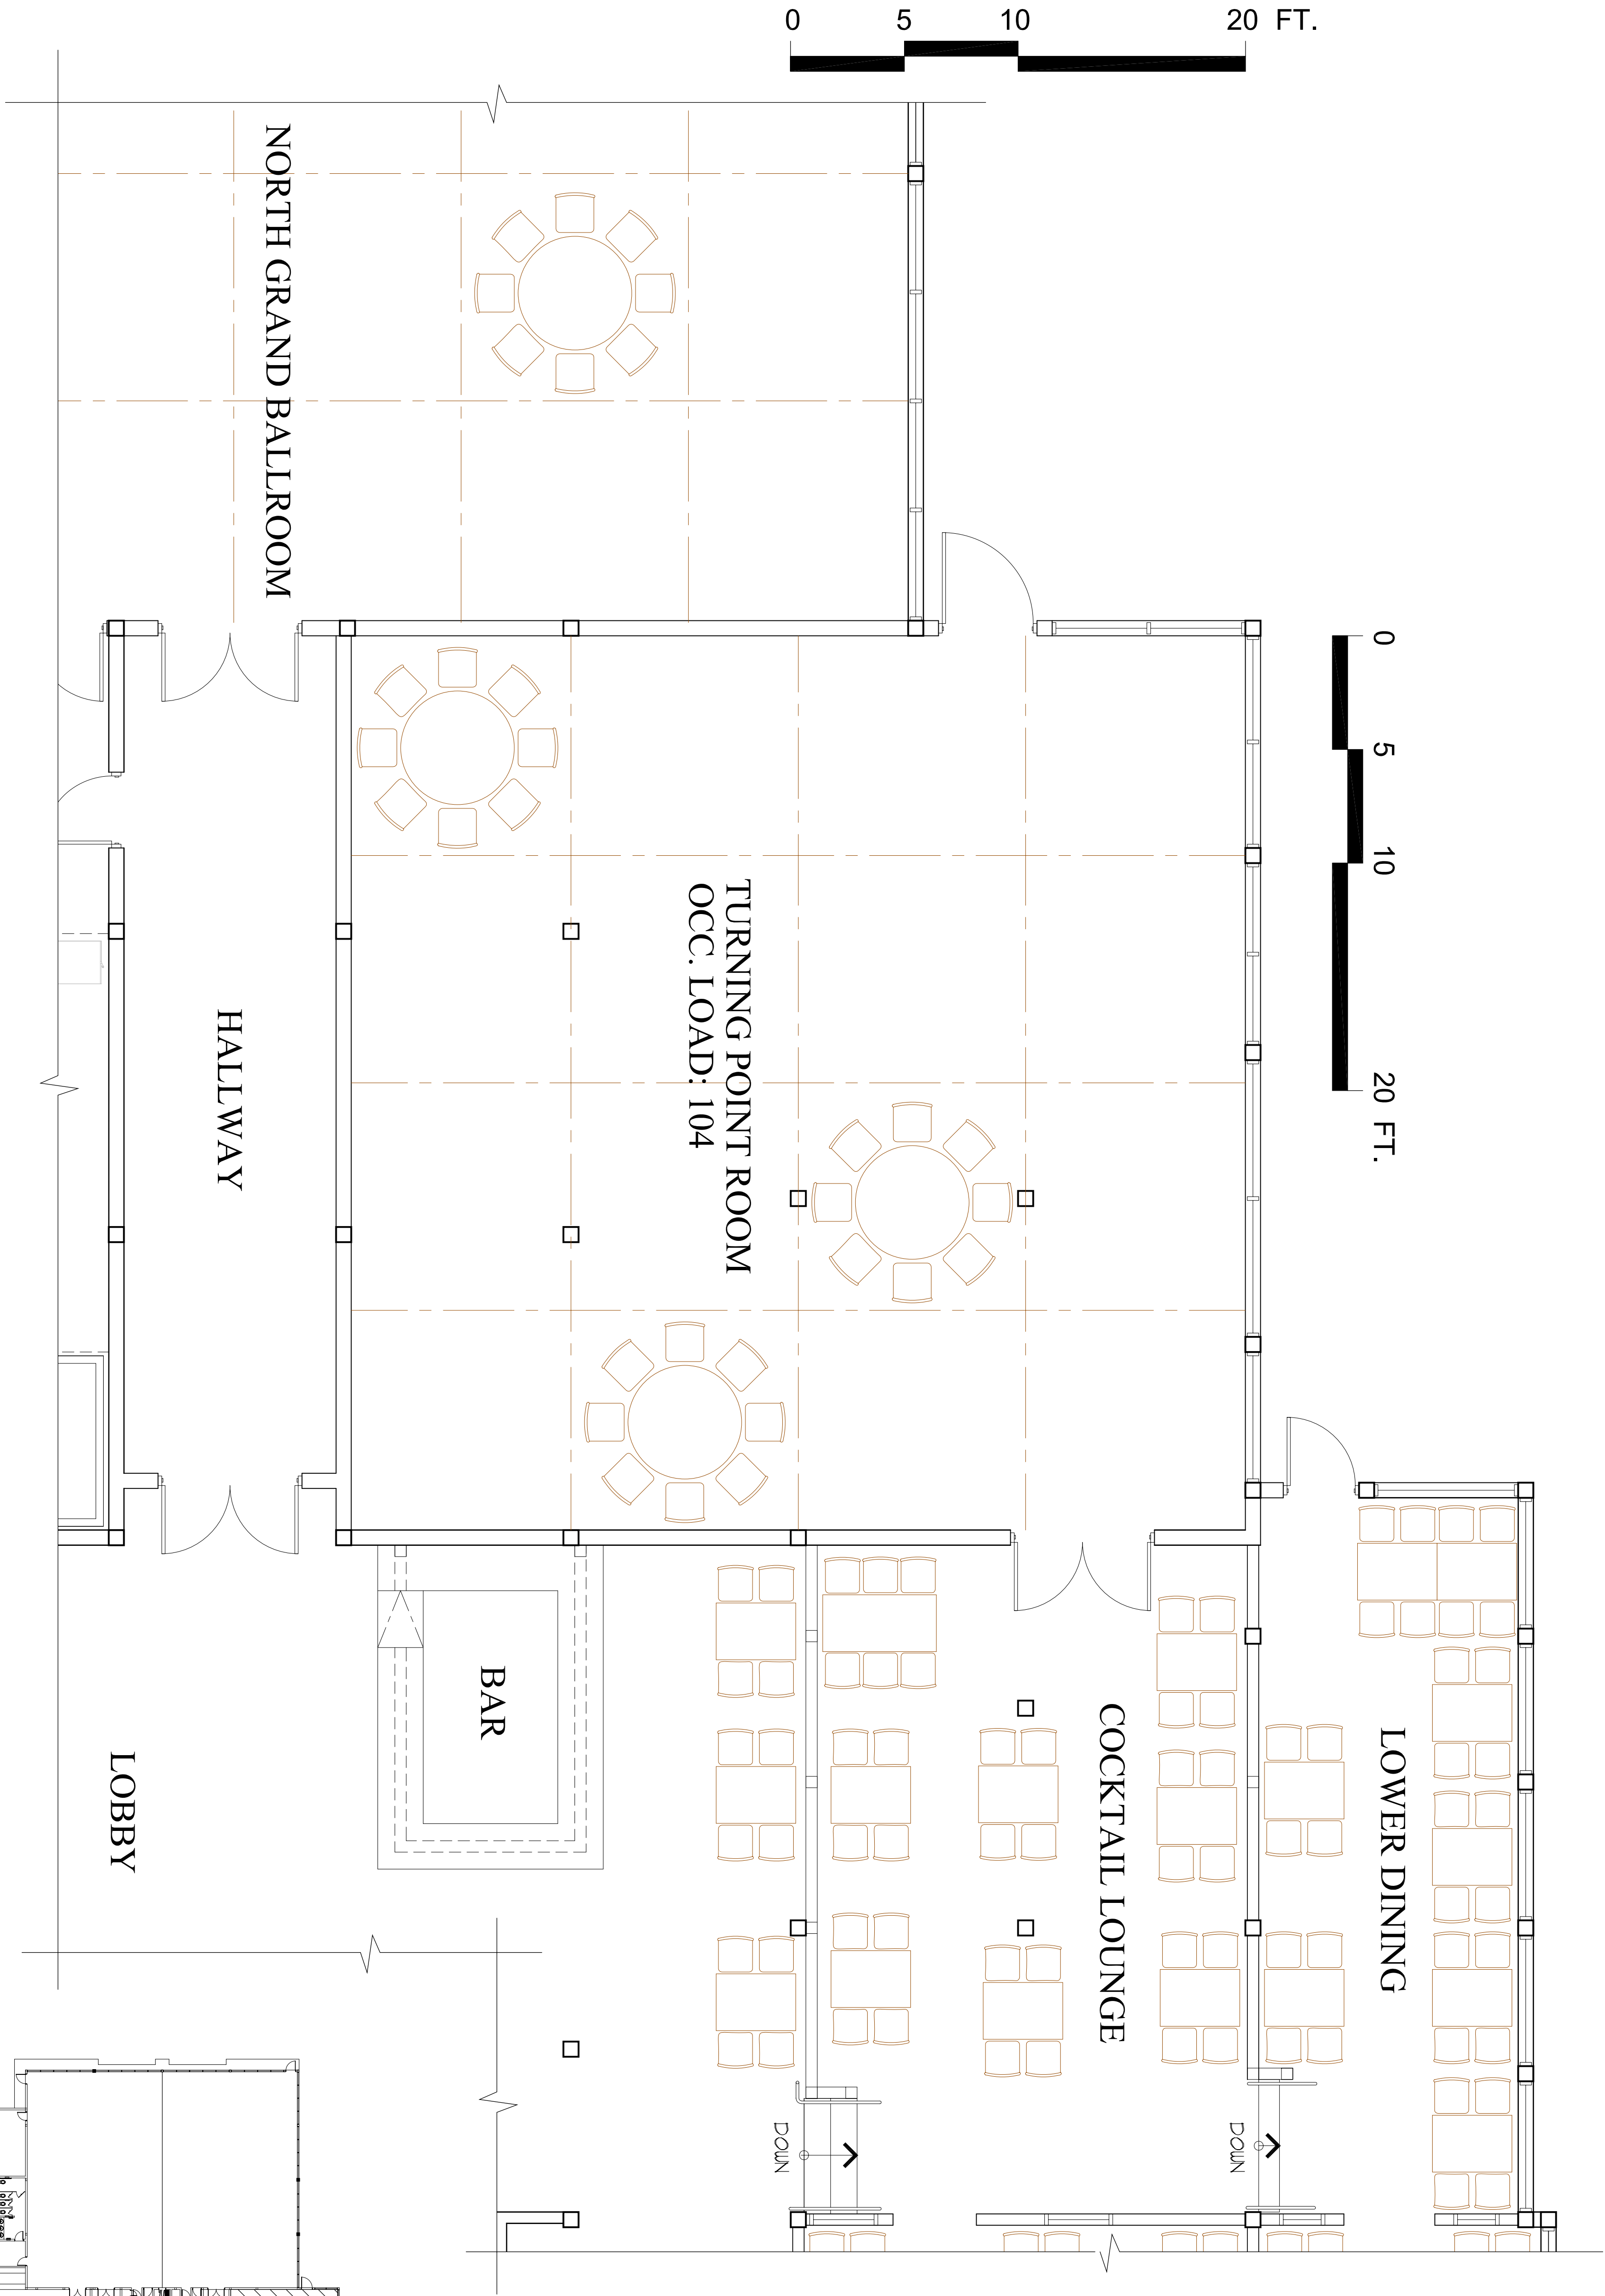 0 5 10 20 FT.
NORTH GRAND BALLROOM
0 5 10 20 FT.
TURNING POINT ROOM
OCC. LOAD: 104
HALLWAY
BAR
LOBBY
COCKTAIL LOUNGE
LOWER DINING
DOWN
DOWN